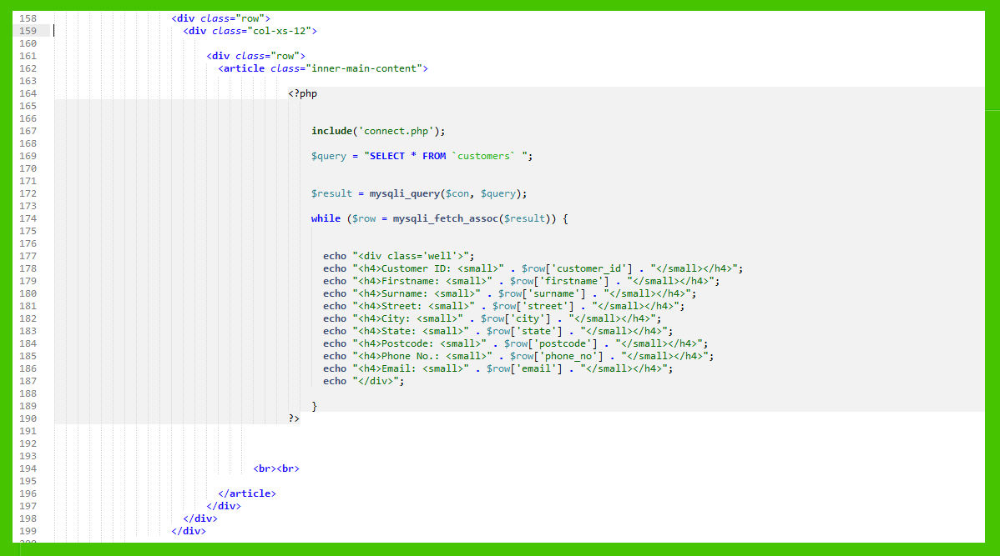 158 <div class="row">
159 <div class="col-xs-12">
160
161 <div class="row">
162 <article class="inner-main-content">
163
164 <?php
165
166
167 include('connect.php');
168
169 $query = "SELECT * FROM `customers` ";
170
171
172 $result = mysqli_query($con, $query);
173
174 while ($row = mysqli_fetch_assoc($result)) {
175
176
177 echo "<div class='well'>";
178 echo "<h4>Customer ID: <small>" . $row['customer_id'] . "</small></h4>";
179 echo "<h4>Firstname: <small>" . $row['firstname'] . "</small></h4>";
180 echo "<h4>Surname: <small>" . $row['surname'] . "</small></h4>";
181 echo "<h4>Street: <small>" . $row['street'] . "</small></h4>";
182 echo "<h4>City: <small>" . $row['city'] . "</small></h4>";
183 echo "<h4>State: <small>" . $row['state'] . "</small></h4>";
184 echo "<h4>Postcode: <small>" . $row['postcode'] . "</small></h4>";
185 echo "<h4>Phone No.: <small>" . $row['phone_no'] . "</small></h4>";
186 echo "<h4>Email: <small>" . $row['email'] . "</small></h4>";
187 echo "</div>";
188
189 }
190 ?>
191
192
193
194 <br><br>
195
196 </article>
197 </div>
198 </div>
199 </div>